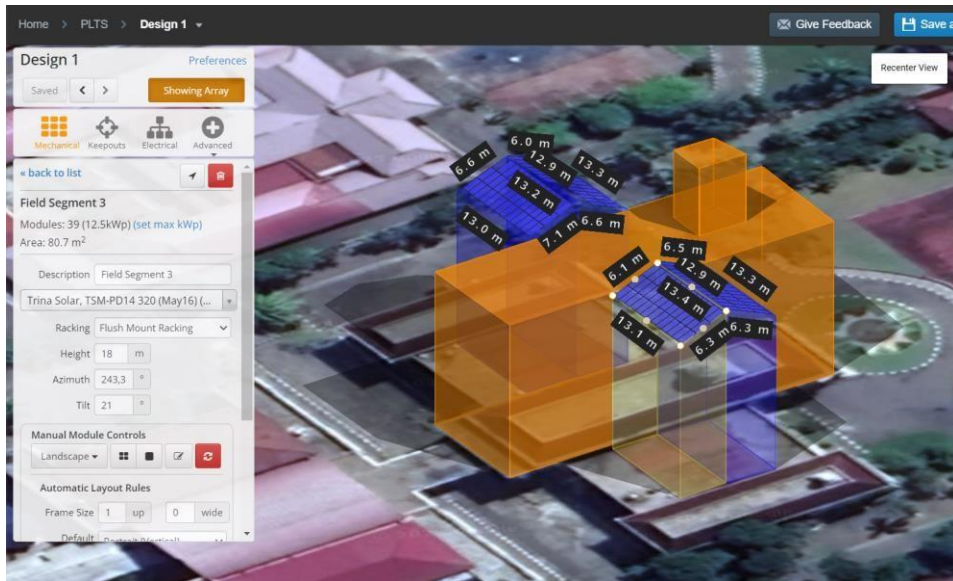 Home > PLTS > Design 1
Give Feedback
Save a
Design 1
Preferences
Saved
Showing Array
Mechanical
Keepouts
Electrical
Advanced
Recenter View
« back to list
Field Segment 3
Modules: 39 (12.5kWp) (set max kWp)
Area: 80.7 m²
Description Field Segment 3
Trina Solar, TSM-PD14 320 (May16) (...
Racking Flush Mount Racking
Height 18 m
Azimuth 243,3 °
Tilt 21 °
Manual Module Controls
Landscape
Automatic Layout Rules
Frame Size 1 up 0 wide
Default Portrait (Vertical)
6.6 m
6.0 m
12.9 m
13.3 m
13.2 m
13.0 m
7.1 m
6.6 m
6.1 m
6.5 m
12.9 m
13.3 m
13.4 m
13.1 m
6.3 m
6.3 m